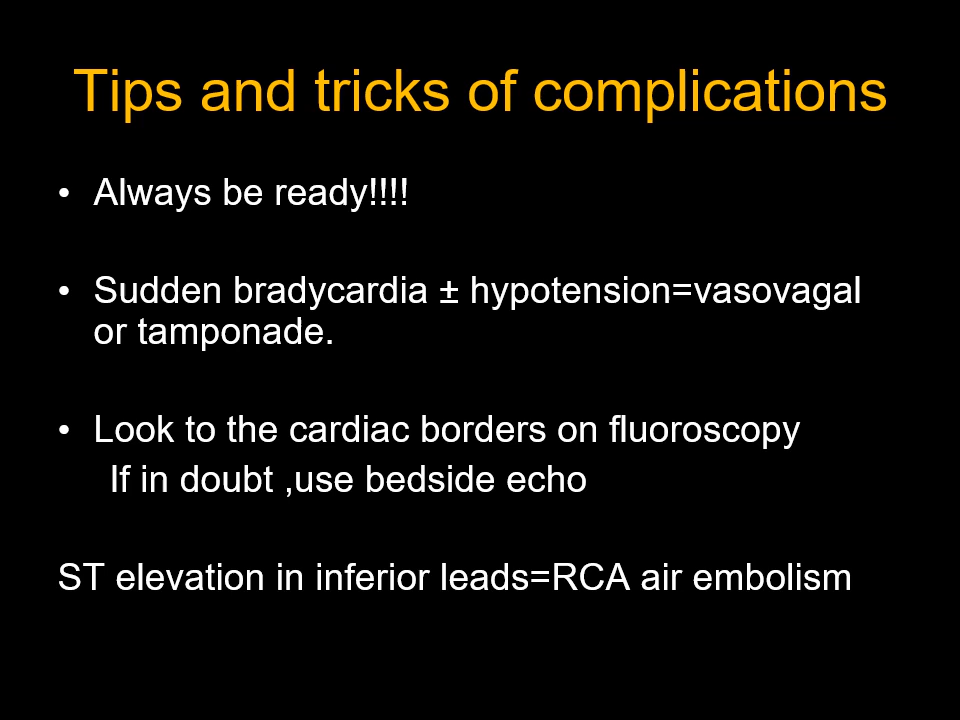 Tips and tricks of complications
• Always be ready!!!!
• Sudden bradycardia ± hypotension=vasovagal
or tamponade.
• Look to the cardiac borders on fluoroscopy
If in doubt ,use bedside echo
ST elevation in inferior leads=RCA air embolism